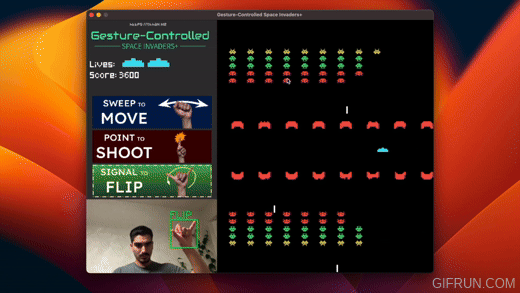 Gesture-Controlled Space Invaders+
Gesture-Controlled
SPACE INVADERS+
Lives:
Score:3600
SWEEP TO
MOVE
POINT TO
SHOOT
SIGNAL TO
FLIP
FLIP
GIFRUN.COM